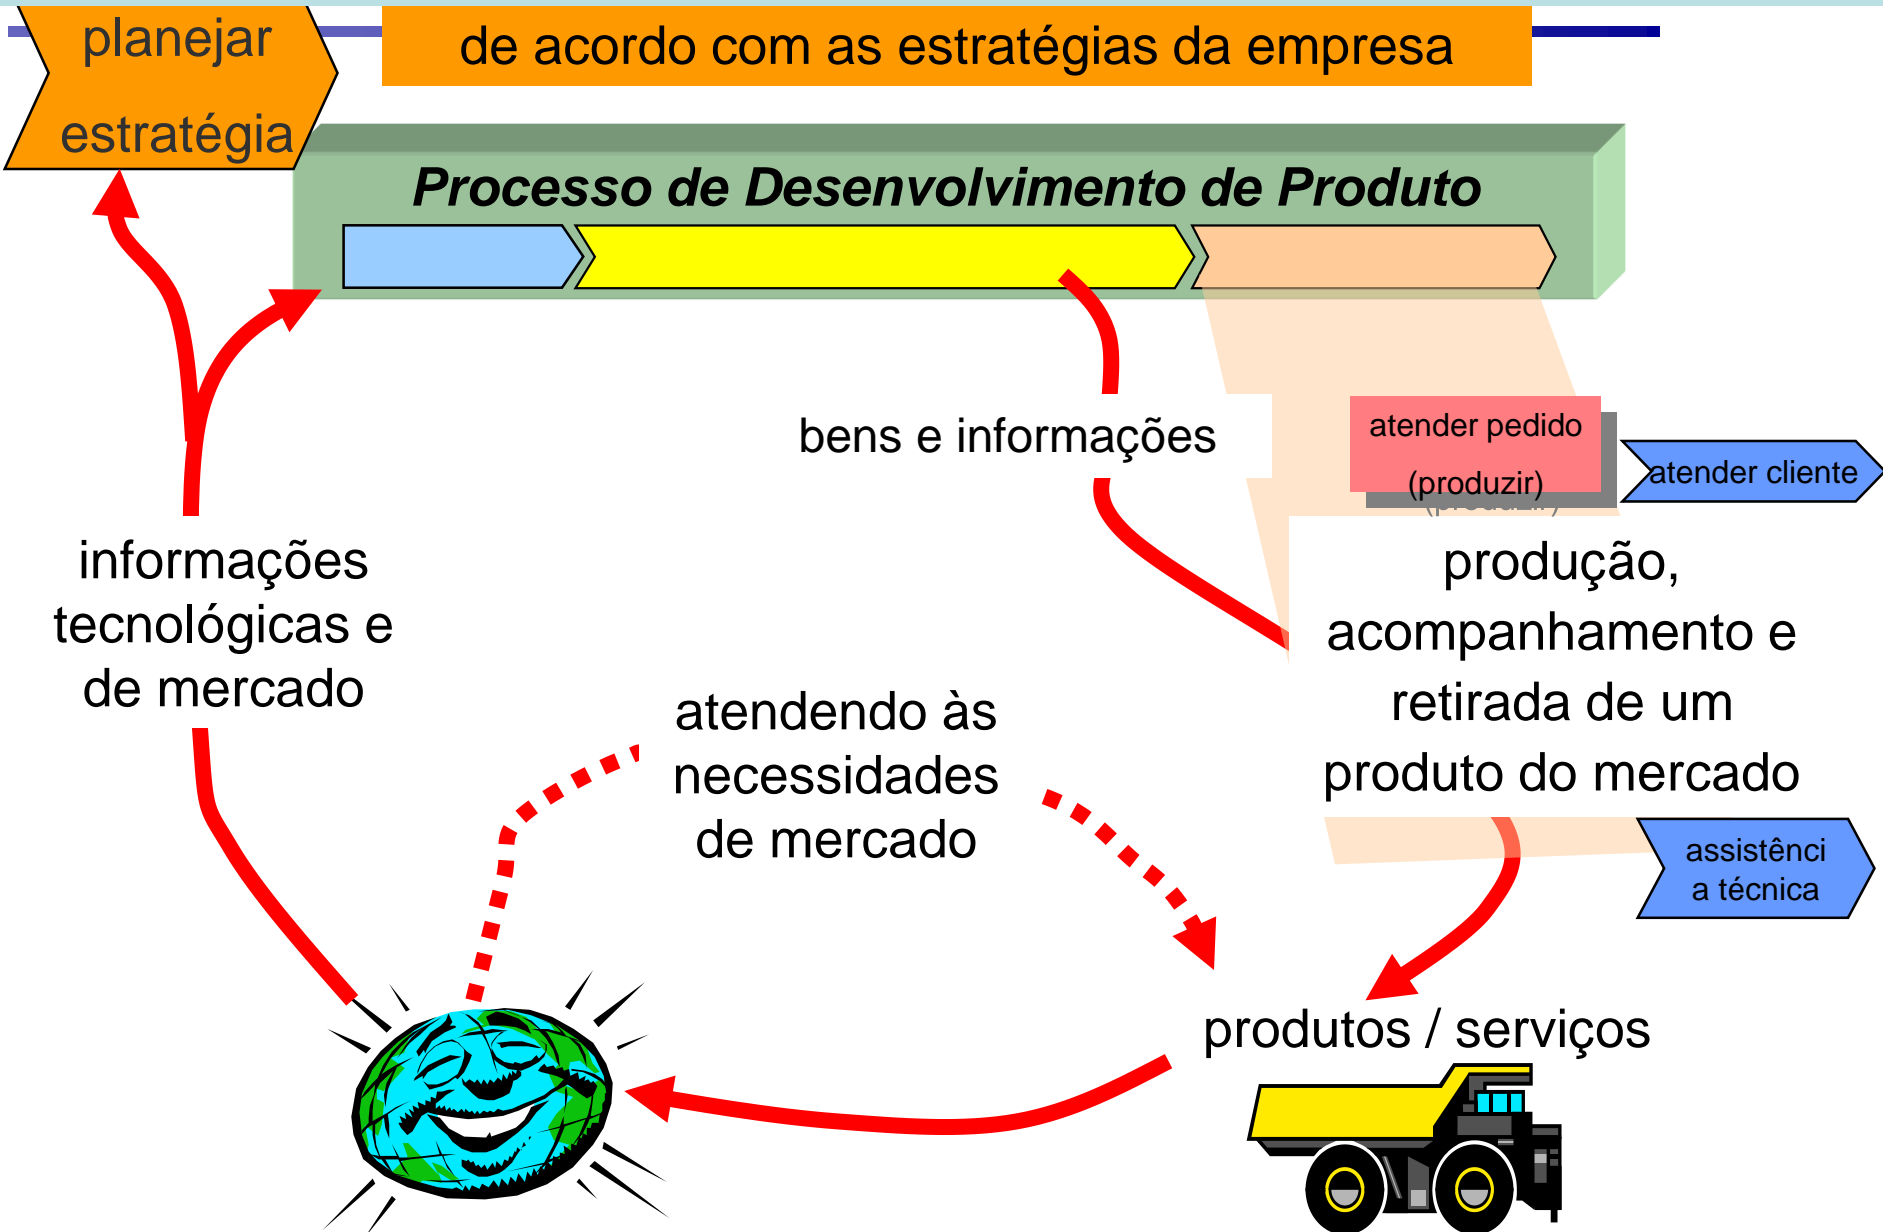 planejar
estratégia
de acordo com as estratégias da empresa
Processo de Desenvolvimento de Produto
bens e informações
atender pedido
(produzir)
(produzir)
atender cliente
informações
tecnológicas e
de mercado
produção,
acompanhamento e
retirada de um
produto do mercado
atendendo às
necessidades
de mercado
assistênci
a técnica
produtos / serviços